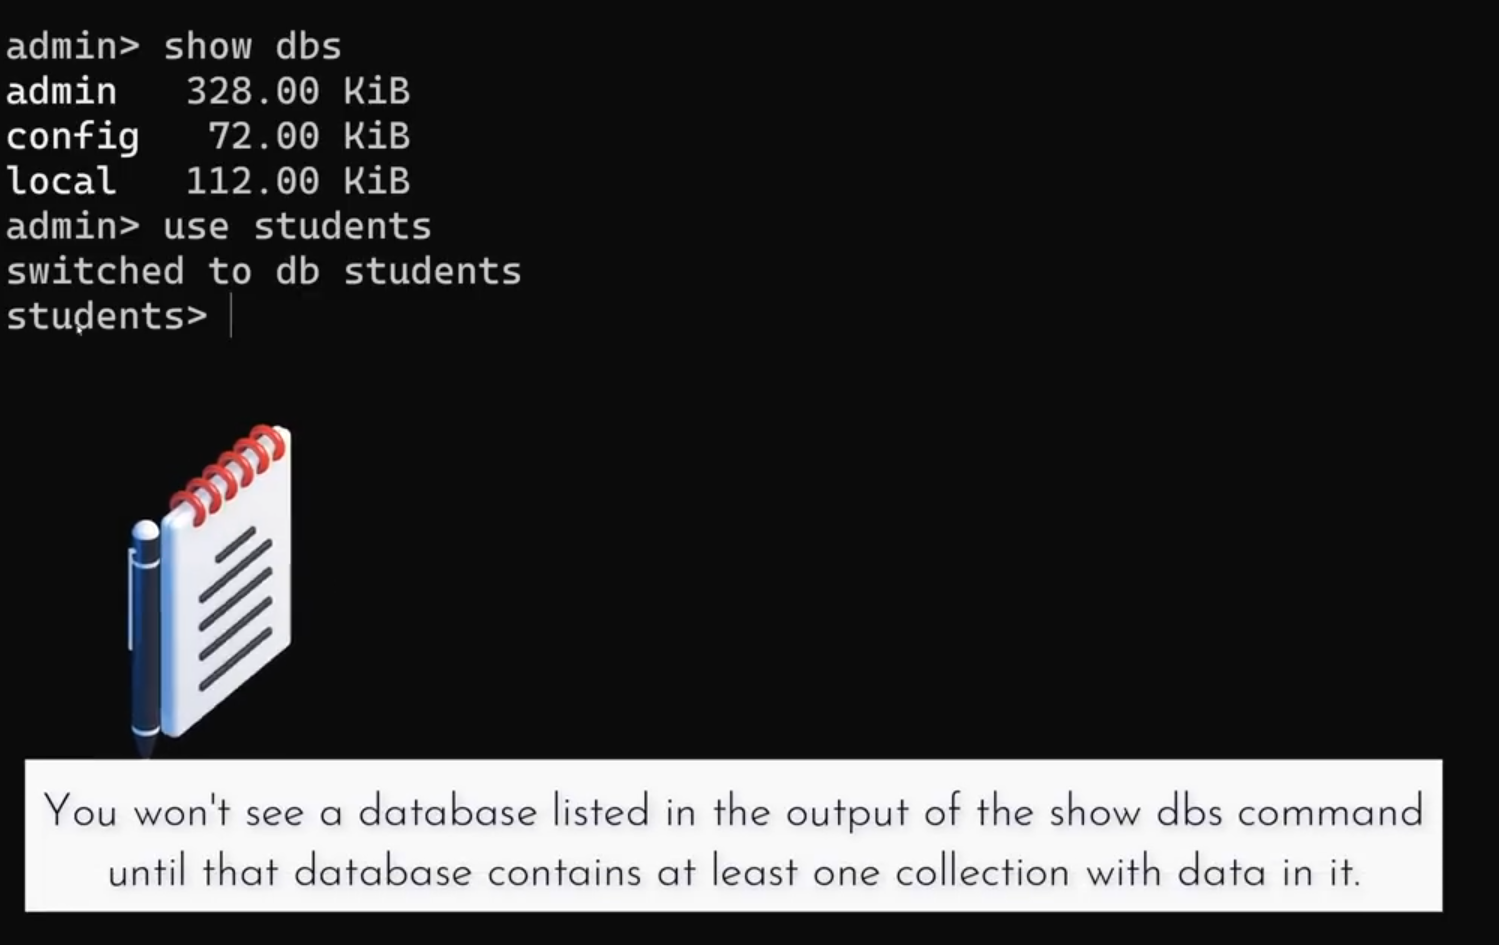 admin> show dbs
admin   328.00 KiB
config   72.00 KiB
local   112.00 KiB
admin> use students
switched to db students
students>
You won't see a database listed in the output of the show dbs command
until that database contains at least one collection with data in it.